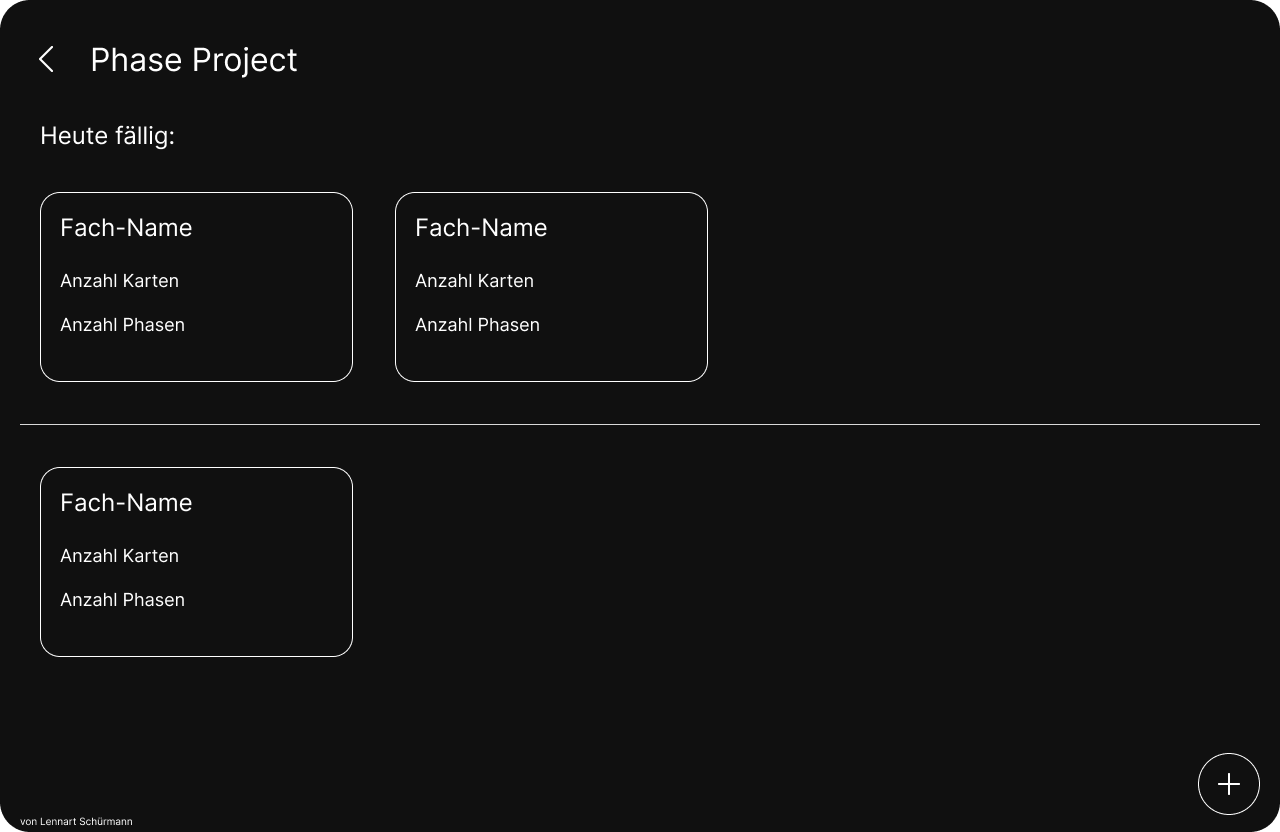 Phase Project
Heute fällig:
Fach-Name
Anzahl Karten
Anzahl Phasen
Fach-Name
Anzahl Karten
Anzahl Phasen
Fach-Name
Anzahl Karten
Anzahl Phasen
von Lennart Schürmann